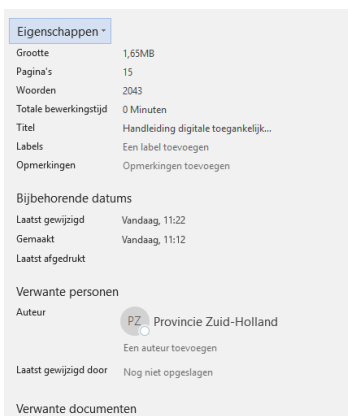 Eigenschappen
Grootte 1,65MB
Pagina's 15
Woorden 2043
Totale bewerkingstijd 0 Minuten
Titel Handleiding digitale toegankelijk...
Labels Een label toevoegen
Opmerkingen Opmerkingen toevoegen
Bijbehorende datums
Laatst gewijzigd Vandaag, 11:22
Gemaakt Vandaag, 11:12
Laatst afgedrukt
Verwante personen
Auteur PZ Provincie Zuid-Holland
Een auteur toevoegen
Laatst gewijzigd door Nog niet opgeslagen
Verwante documenten